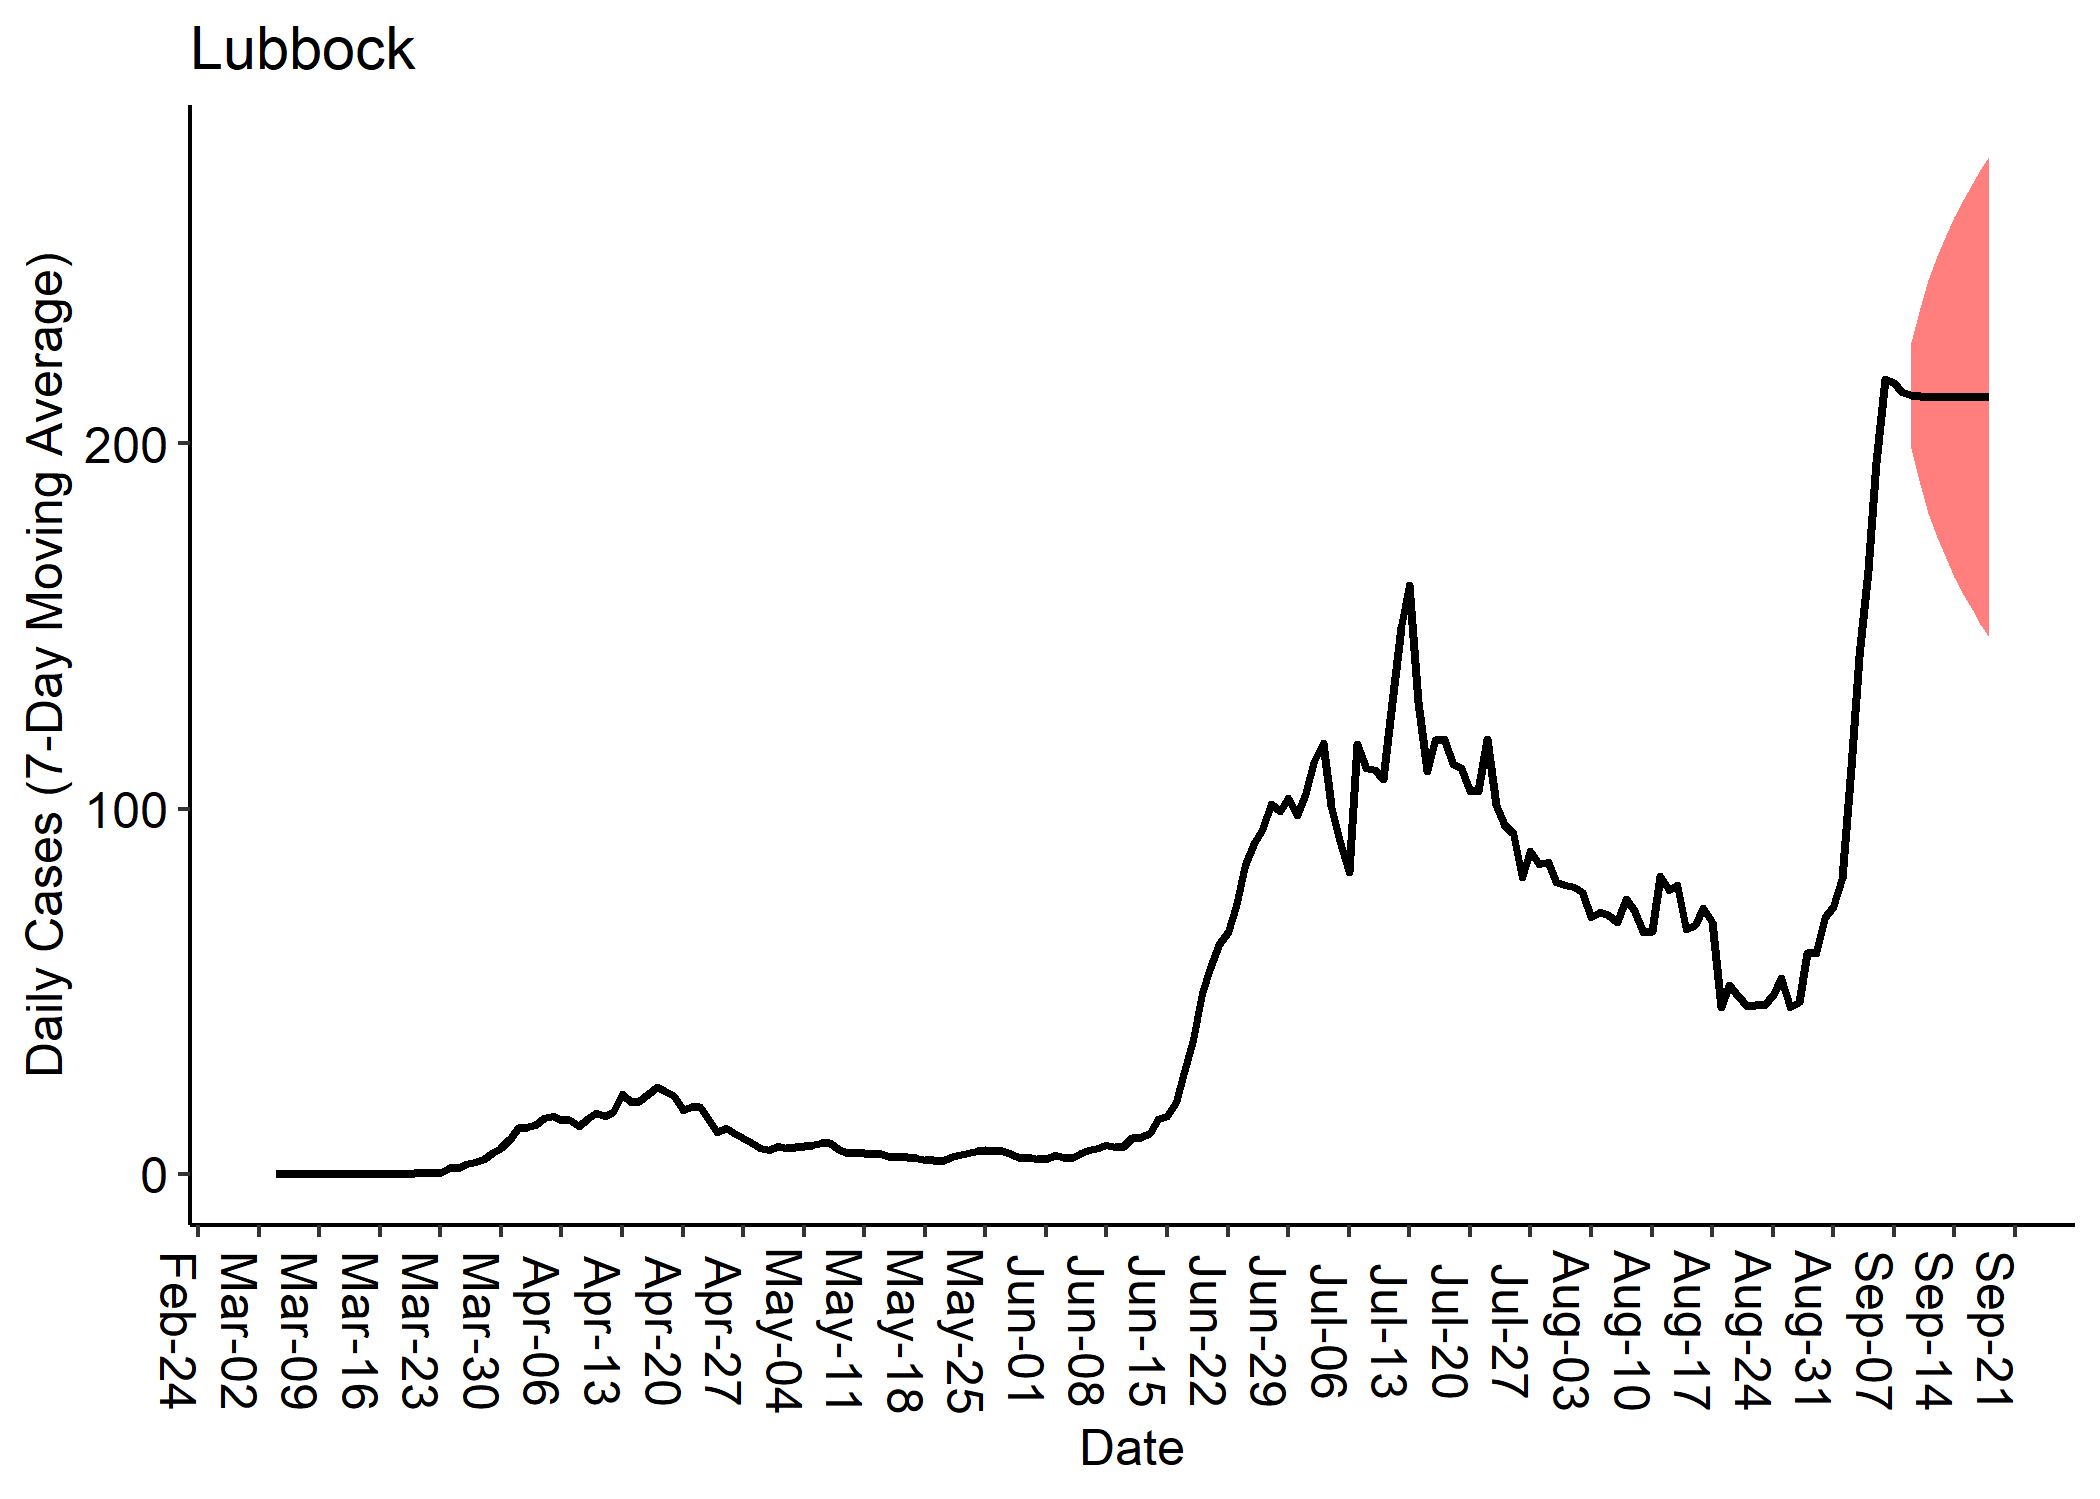 Lubbock
Daily Cases (7-Day Moving Average)
200
100
0
Feb-24
Mar-02
Mar-09
Mar-16
Mar-23
Mar-30
Apr-06
Apr-13
Apr-20
Apr-27
May-04
May-11
May-18
May-25
Jun-01
Jun-08
Jun-15
Jun-22
Jun-29
Jul-06
Jul-13
Jul-20
Jul-27
Aug-03
Aug-10
Aug-17
Aug-24
Aug-31
Sep-07
Sep-14
Sep-21
Date